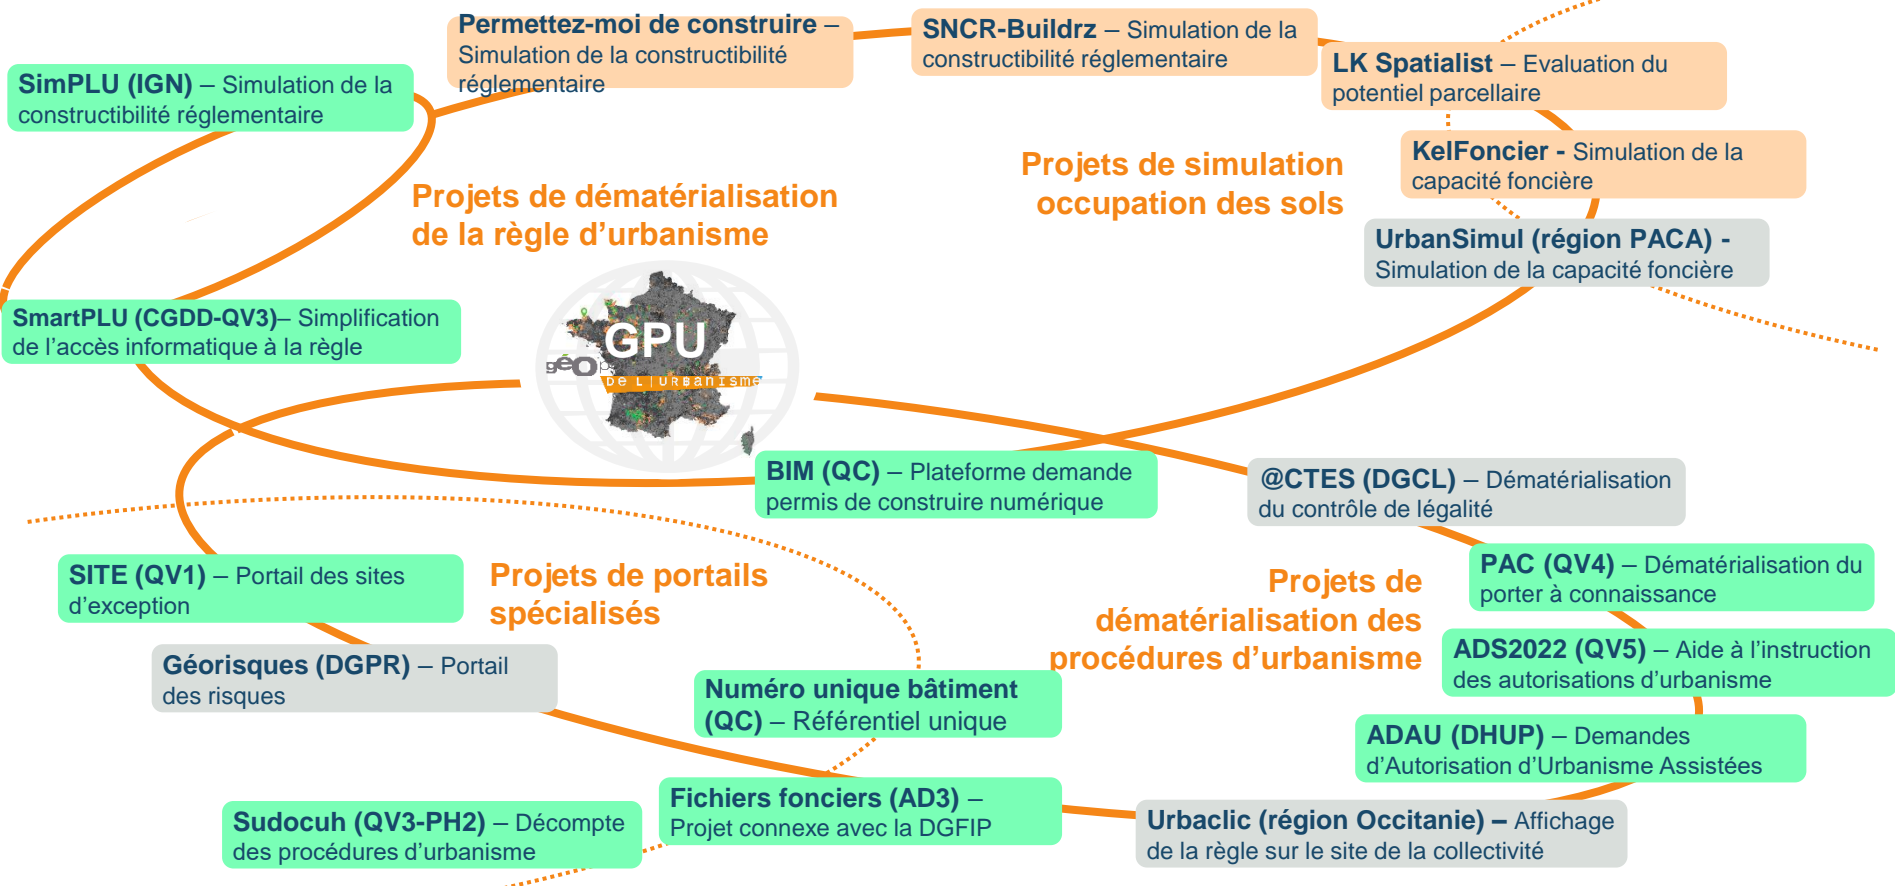 Permettez-moi de construire –
Simulation de la constructibilité
réglementaire
SNCR-Buildrz – Simulation de la
constructibilité réglementaire
LK Spatialist – Evaluation du
potentiel parcellaire
SimPLU (IGN) – Simulation de la
constructibilité réglementaire
KelFoncier - Simulation de la
capacité foncière
Projets de simulation
occupation des sols
Projets de dématérialisation
de la règle d’urbanisme
UrbanSimul (région PACA) -
Simulation de la capacité foncière
SmartPLU (CGDD-QV3)– Simplification
de l’accès informatique à la règle
GPU
géOp
De L'URBanIsme
BIM (QC) – Plateforme demande
permis de construire numérique
@CTES (DGCL) – Dématérialisation
du contrôle de légalité
PAC (QV4) – Dématérialisation du
porter à connaissance
SITE (QV1) – Portail des sites
d’exception
Projets de portails
spécialisés
Projets de
dématérialisation des
procédures d’urbanisme
ADS2022 (QV5) – Aide à l’instruction
des autorisations d’urbanisme
Géorisques (DGPR) – Portail
des risques
Numéro unique bâtiment
(QC) – Référentiel unique
ADAU (DHUP) – Demandes
d’Autorisation d’Urbanisme Assistées
Fichiers fonciers (AD3) –
Projet connexe avec la DGFIP
Sudocuh (QV3-PH2) – Décompte
des procédures d’urbanisme
Urbaclic (région Occitanie) – Affichage
de la règle sur le site de la collectivité